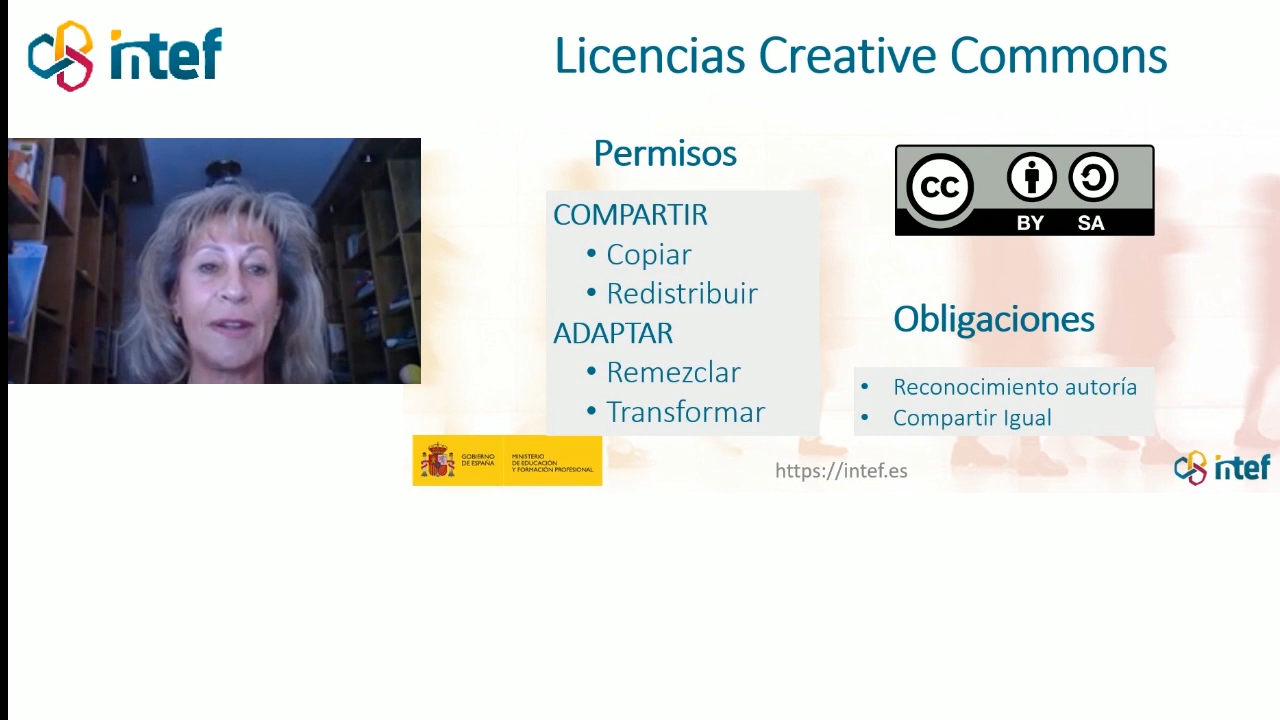 intef
Licencias Creative Commons
Permisos
COMPARTIR
• Copiar
• Redistribuir
ADAPTAR
• Remezclar
• Transformar
cc
BY SA
Obligaciones
• Reconocimiento autoría
• Compartir Igual
GOBIERNO
DE ESPAÑA
MINISTERIO
DE EDUCACIÓN
Y FORMACIÓN PROFESIONAL
https://intef.es
intef